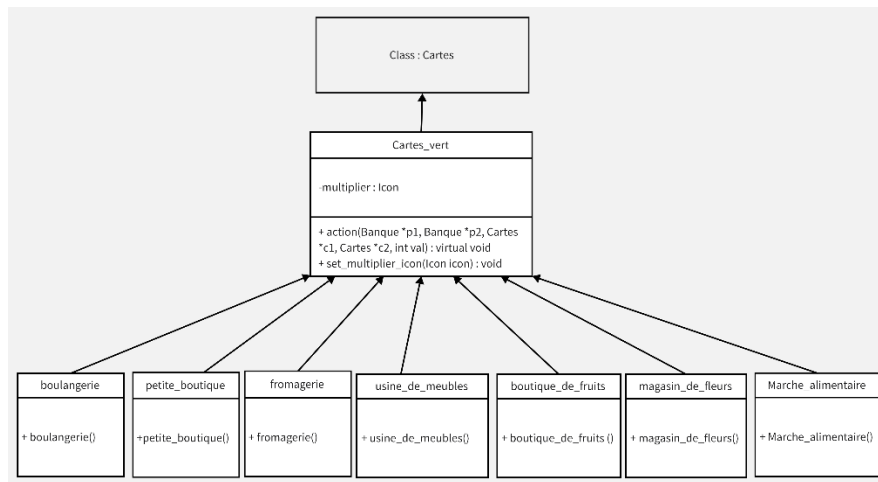 Class : Cartes
Cartes_vert
-multiplier : Icon
+ action(Banque *p1, Banque *p2, Cartes
*c1, Cartes *c2, int val) : virtual void
+ set_multiplier_icon(Icon icon) : void
boulangerie
petite_boutique
fromagerie
usine_de_meubles
boutique_de_fruits
magasin_de_fleurs
Marche_alimentaire
+ boulangerie()
+petite_boutique()
+ fromagerie()
+ usine_de_meubles()
+ boutique_de_fruits ()
+ magasin_de_fleurs()
+ Marche_alimentaire()